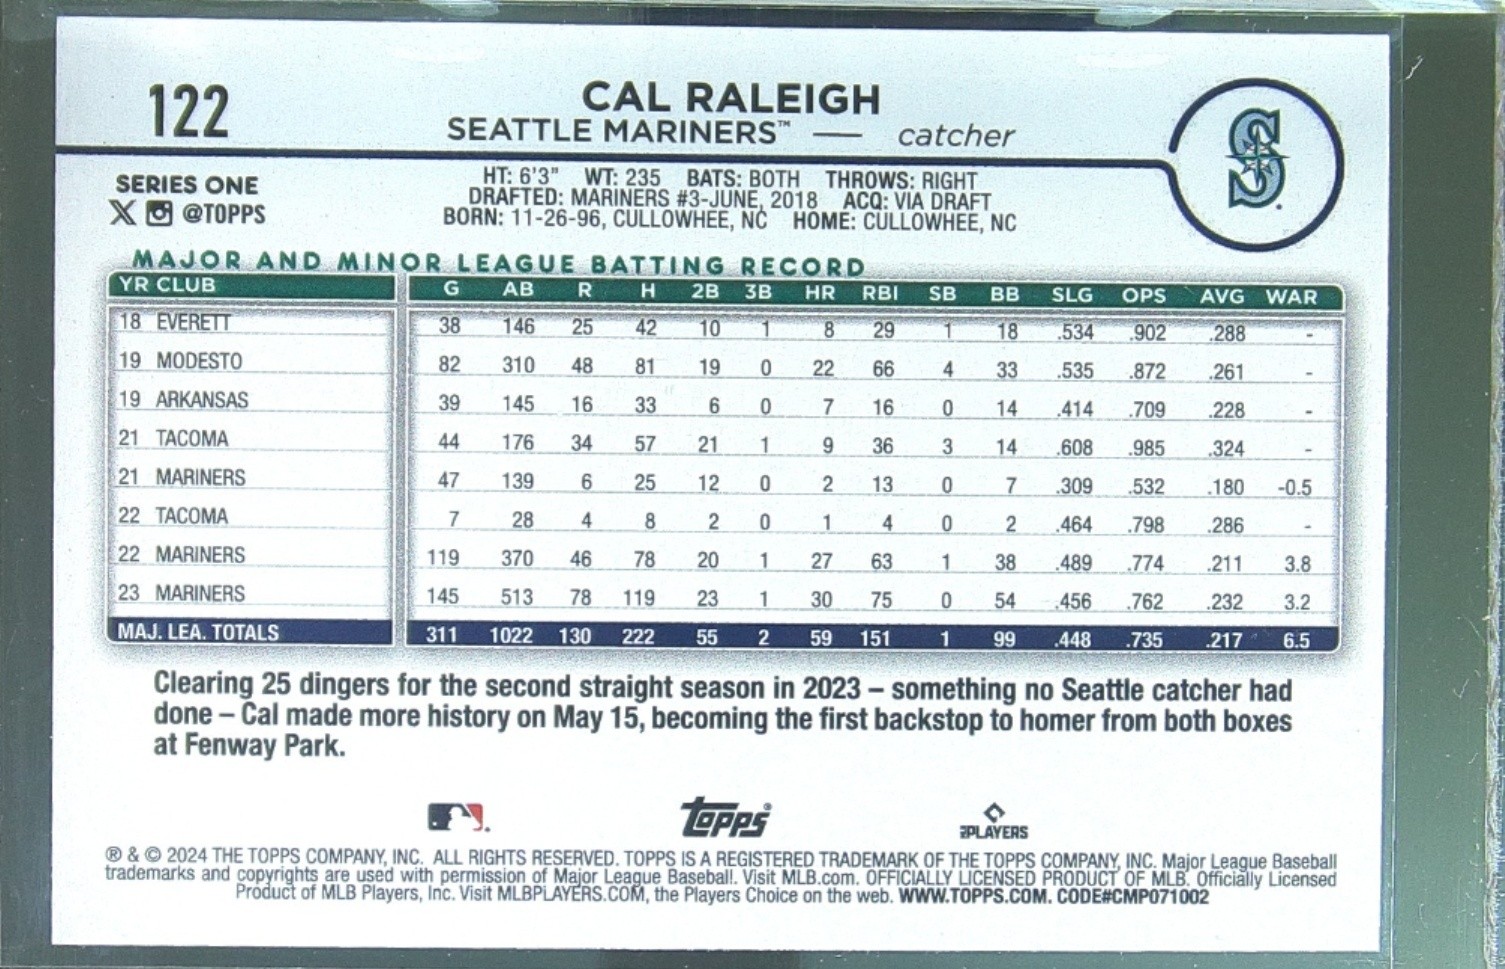 122
CAL RALEIGH
SEATTLE MARINERS™ — catcher
S
SERIES ONE
X @TOPPS
HT: 6'3" WT: 235 BATS: BOTH THROWS: RIGHT
DRAFTED: MARINERS #3-JUNE, 2018 ACQ: VIA DRAFT
BORN: 11-26-96, CULLOWHEE, NC HOME: CULLOWHEE, NC
MAJOR AND MINOR LEAGUE BATTING RECORD
YR CLUB G AB R H 2B 3B HR RBI SB BB SLG OPS AVG WAR
18 EVERETT 38 146 25 42 10 1 8 29 1 18 .534 .902 .288 -
19 MODESTO 82 310 48 81 19 0 22 66 4 33 .535 .872 .261 -
19 ARKANSAS 39 145 16 33 6 0 7 16 0 14 .414 .709 .228 -
21 TACOMA 44 176 34 57 21 1 9 36 3 14 .608 .985 .324 -
21 MARINERS 47 139 6 25 12 0 2 13 0 7 .309 .532 .180 -0.5
22 TACOMA 7 28 4 8 2 0 1 4 0 2 .464 .798 .286 -
22 MARINERS 119 370 46 78 20 1 27 63 1 38 .489 .774 .211 3.8
23 MARINERS 145 513 78 119 23 1 30 75 0 54 .456 .762 .232 3.2
MAJ. LEA. TOTALS 311 1022 130 222 55 2 59 151 1 99 .448 .735 .217 6.5
Clearing 25 dingers for the second straight season in 2023 – something no Seattle catcher had
done – Cal made more history on May 15, becoming the first backstop to homer from both boxes
at Fenway Park.
topps® PLAYERS
® & © 2024 THE TOPPS COMPANY, INC. ALL RIGHTS RESERVED. TOPPS IS A REGISTERED TRADEMARK OF THE TOPPS COMPANY, INC. Major League Baseball
trademarks and copyrights are used with permission of Major League Baseball. Visit MLB.com. OFFICIALLY LICENSED PRODUCT OF MLB. Officially Licensed
Product of MLB Players, Inc. Visit MLBPLAYERS.COM, the Players Choice on the web. WWW.TOPPS.COM. CODE#CMP071002